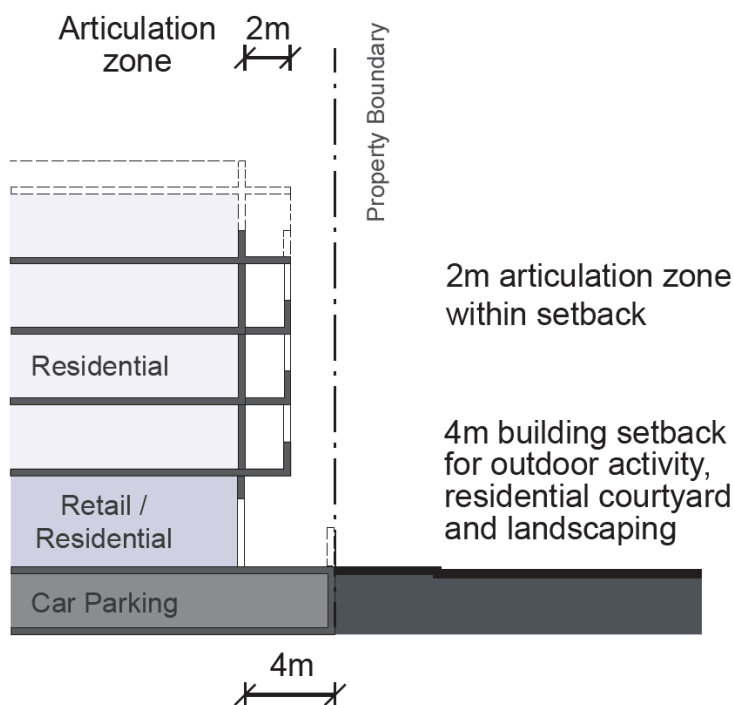 Articulation
zone
2m
Property Boundary
2m articulation zone
within setback
Residential
4m building setback
for outdoor activity,
residential courtyard
and landscaping
Retail /
Residential
Car Parking
4m